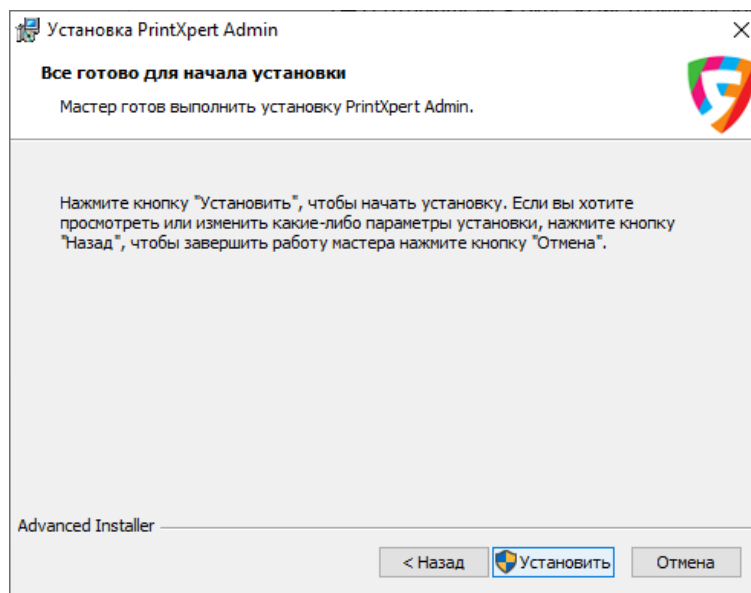 Установка PrintXpert Admin
Все готово для начала установки
Мастер готов выполнить установку PrintXpert Admin.
Нажмите кнопку "Установить", чтобы начать установку. Если вы хотите
просмотреть или изменить какие-либо параметры установки, нажмите кнопку
"Назад", чтобы завершить работу мастера нажмите кнопку "Отмена".
Advanced Installer
< Назад
Установить
Отмена